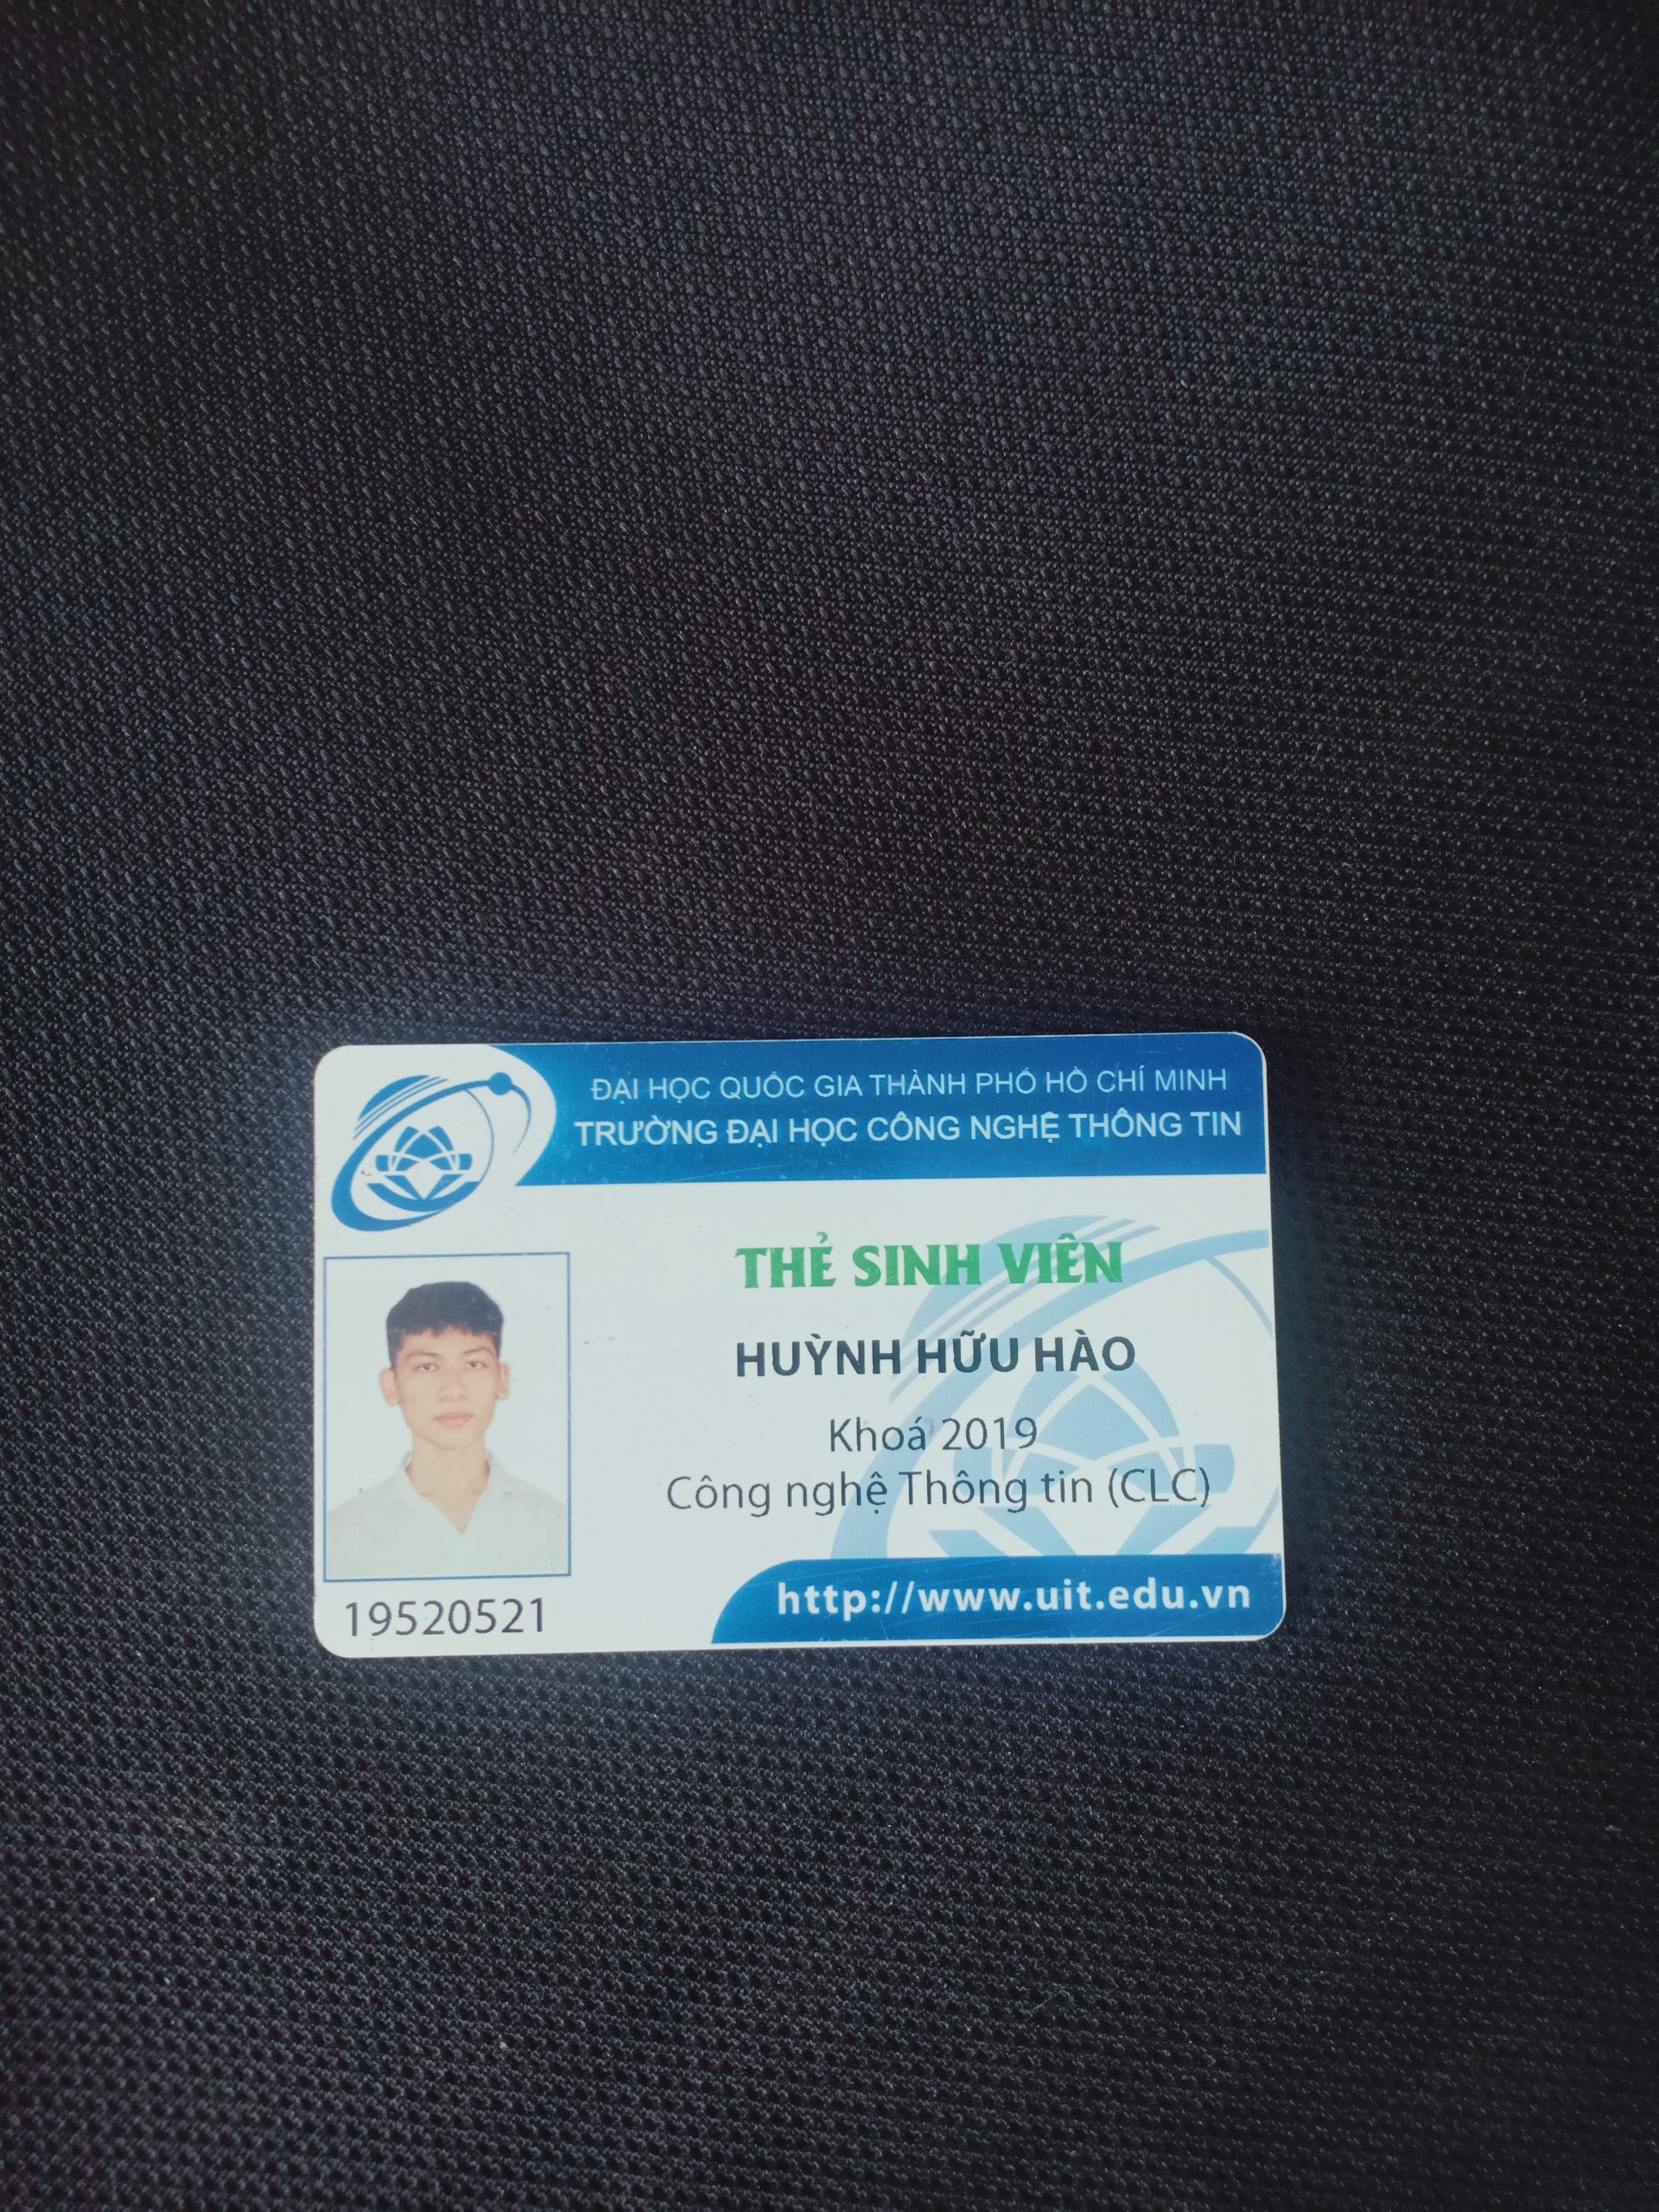 ĐẠI HỌC QUỐC GIA THÀNH PHỐ HỒ CHÍ MINH
TRƯỜNG ĐẠI HỌC CÔNG NGHỆ THÔNG TIN
THẺ SINH VIÊN
HUỲNH HỮU HÀO
Khoá 2019
Công nghệ Thông tin (CLC)
19520521
http://www.uit.edu.vn